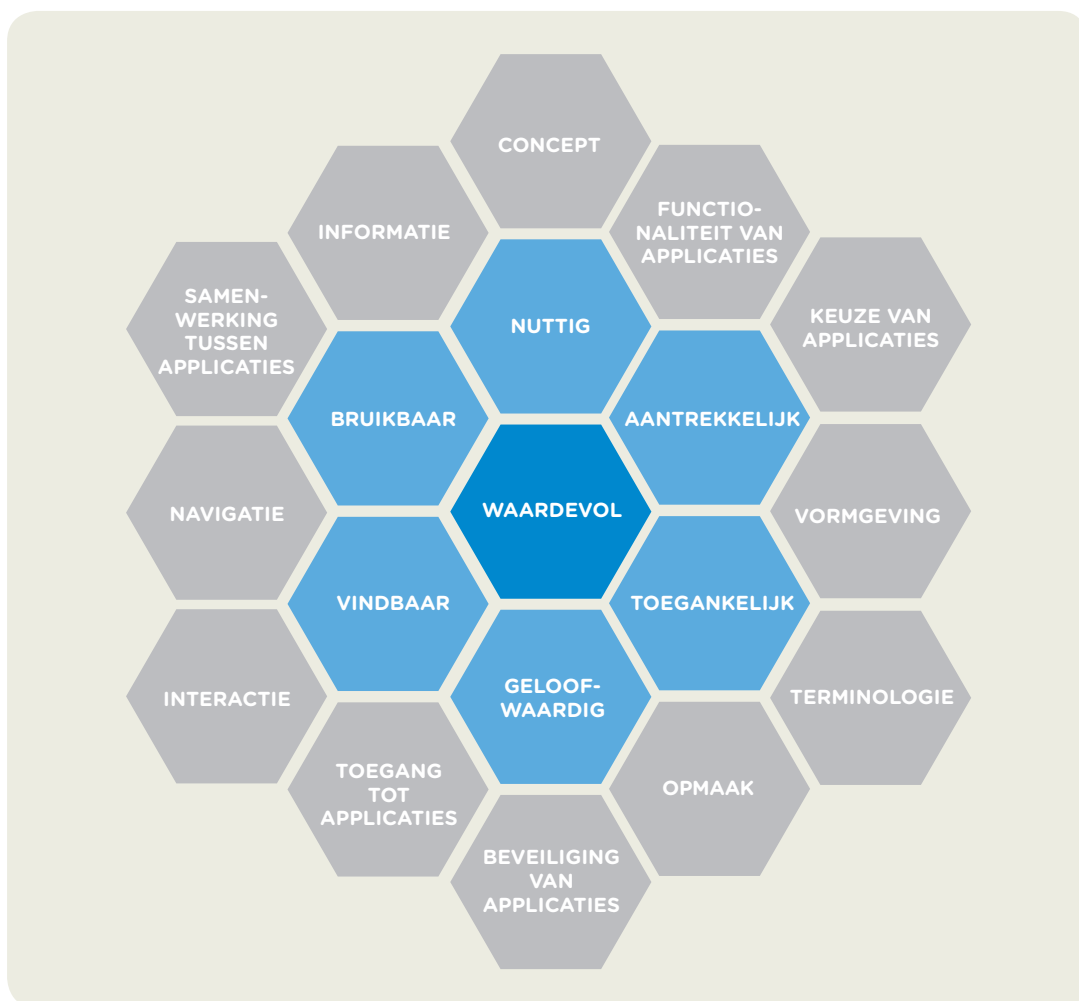 CONCEPT
INFORMATIE
FUNCTIO-
NALITEIT VAN
APPLICATIES
SAMEN-
WERKING
TUSSEN
APPLICATIES
NUTTIG
KEUZE VAN
APPLICATIES
BRUIKBAAR
AANTREKKELIJK
NAVIGATIE
WAARDEVOL
VORMGEVING
VINDBAAR
TOEGANKELIJK
INTERACTIE
GELOOF-
WAARDIG
TERMINOLOGIE
TOEGANG
TOT
APPLICATIES
OPMAAK
BEVEILIGING
VAN
APPLICATIES